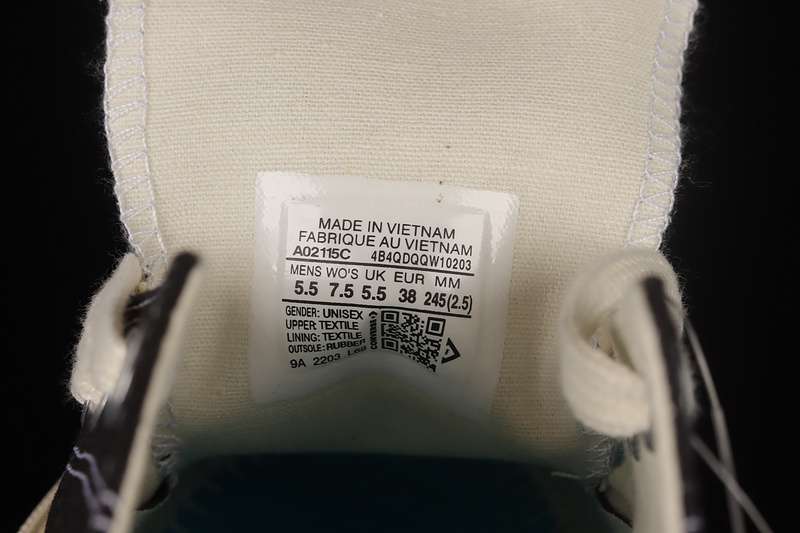 MADE IN VIETNAM
FABRIQUE AU VIETNAM
A02115C 4B4QDQQW10203
MENS WO'S UK EUR MM
5.5 7.5 5.5 38 245(2.5)
GENDER: UNISEX
UPPER: TEXTILE
LINING: TEXTILE
OUTSOLE: RUBBER
9A 2203
CONVERSE